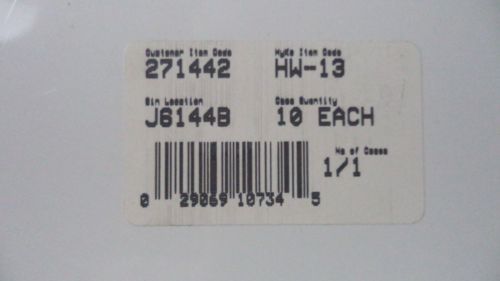 Customer Item Code HyKo Item Code
271442 HW-13
Bin Location Case Quantity
J6144B 10 EACH
No of Cases
1/1
0 29069 10734 5